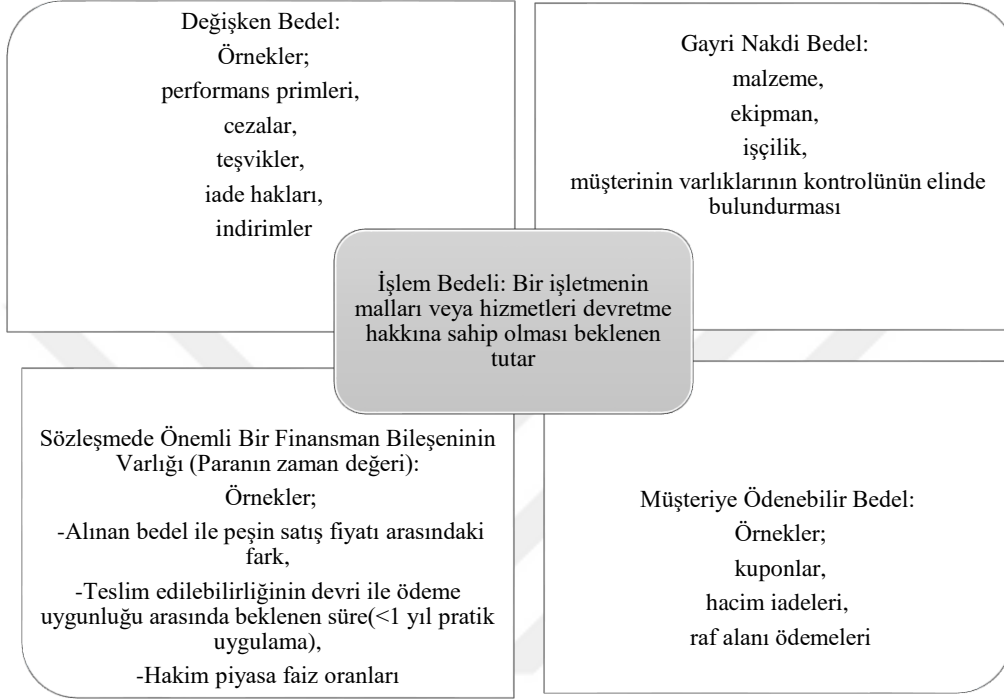 Değişken Bedel:
Örnekler;
performans primleri,
cezalar,
teşvikler,
iade hakları,
indirimler
Gayri Nakdi Bedel:
malzeme,
ekipman,
işçilik,
müşterinin varlıklarının kontrolünün elinde
bulundurması
İşlem Bedeli: Bir işletmenin
malları veya hizmetleri devretme
hakkına sahip olması beklenen
tutar
Sözleşmede Önemli Bir Finansman Bileşeninin
Varlığı (Paranın zaman değeri):
Örnekler;
-Alınan bedel ile peşin satış fiyatı arasındaki
fark,
-Teslim edilebilirliğinin devri ile ödeme
uygunluğu arasında beklenen süre(<1 yıl pratik
uygulama),
-Hakim piyasa faiz oranları
Müşteriye Ödenebilir Bedel:
Örnekler;
kuponlar,
hacim iadeleri,
raf alanı ödemeleri